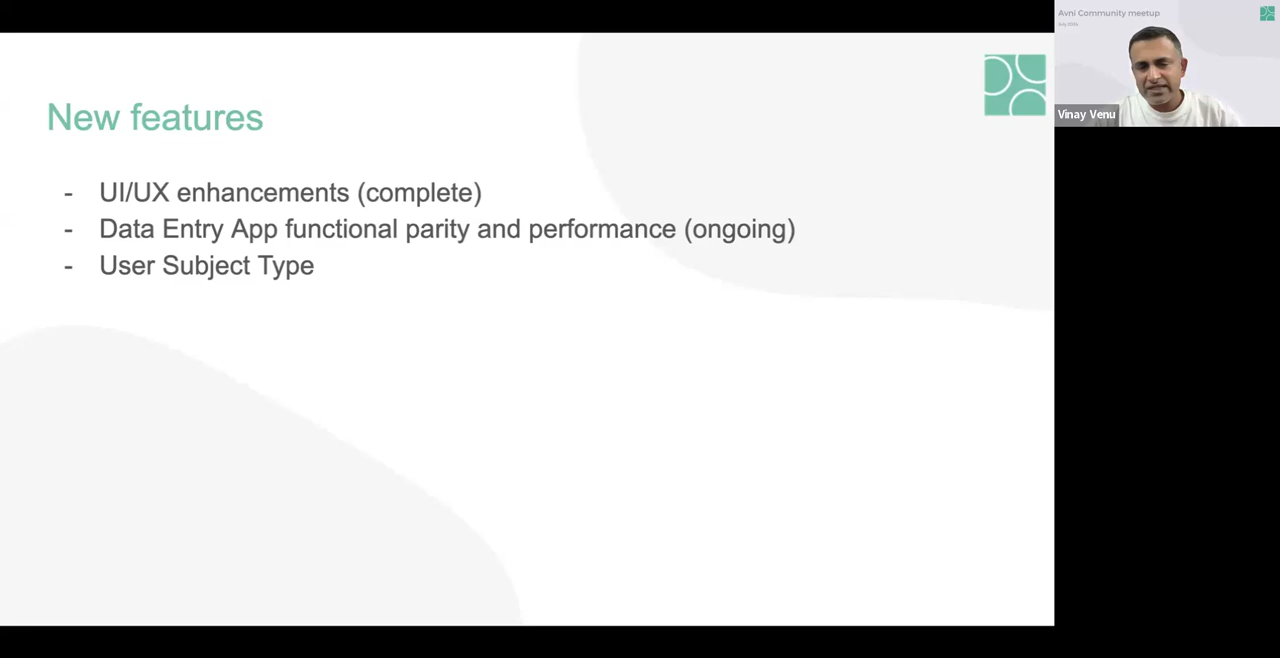 New features
- UI/UX enhancements (complete)
- Data Entry App functional parity and performance (ongoing)
- User Subject Type
Avni Community meetup
Vinay Venu